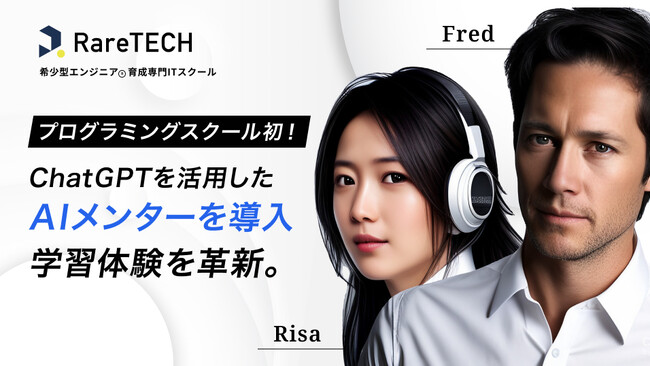 RareTECH
希少型エンジニア®育成専門ITスクール
Fred
プログラミングスクール初！
ChatGPTを活用した
AIメンターを導入
学習体験を革新。
Risa